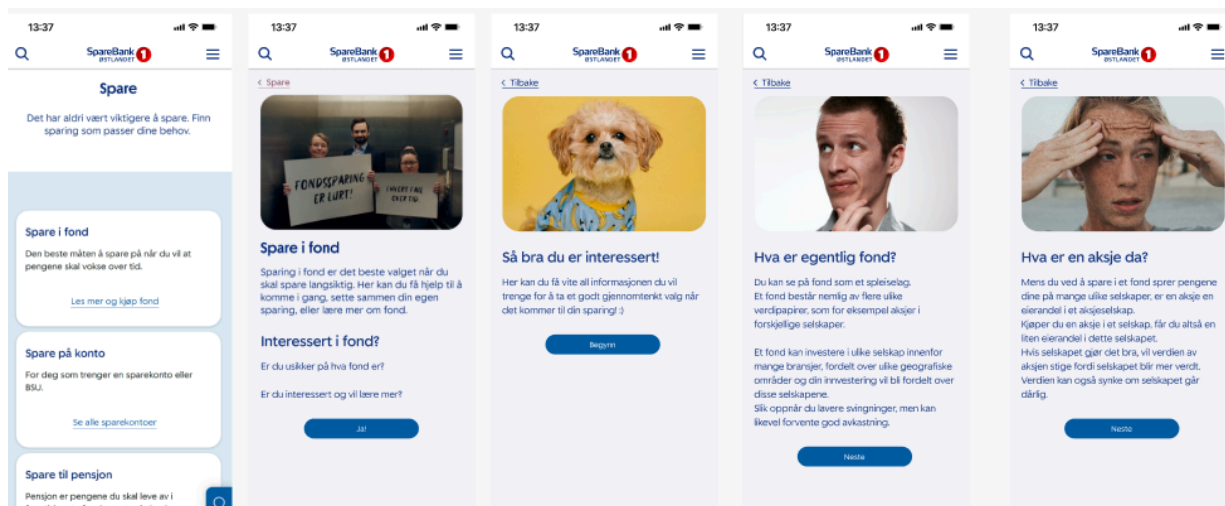 13:37
SpareBank 1
ØSTLANDET
Spare
Det har aldri vært viktigere å spare. Finn
sparing som passer dine behov.
Spare i fond
Den beste måten å spare på når du vil at
pengene skal vokse over tid.
Les mer og kjøp fond
Spare på konto
For deg som trenger en sparekonto eller
BSU.
Se alle sparekontoer
Spare til pensjon
Pensjon er pengene du skal leve av i
13:37
SpareBank 1
ØSTLANDET
< Spare
FONDSSPARING
ER LURT!
OVER TID.
Spare i fond
Sparing i fond er det beste valget når du
skal spare langsiktig. Her kan du få hjelp til å
komme i gang, sette sammen din egen
sparing, eller lære mer om fond.
Interessert i fond?
Er du usikker på hva fond er?
Er du interessert og vil lære mer?
Ja!
13:37
SpareBank 1
ØSTLANDET
< Tilbake
Så bra du er interessert!
Her kan du få vite all informasjonen du vil
trenge for å ta et godt gjennomtenkt valg når
det kommer til din sparing! :)
Begynn
13:37
SpareBank 1
ØSTLANDET
< Tilbake
Hva er egentlig fond?
Du kan se på fond som et spleiselag.
Et fond består nemlig av flere ulike
verdipapirer, som for eksempel aksjer i
forskjellige selskaper.
Et fond kan investere i ulike selskap innenfor
mange bransjer, fordelt over ulike geografiske
områder og din innvestering vil bli fordelt over
disse selskapene.
Slik oppnår du lavere svingninger, men kan
likevel forvente god avkastning.
Neste
13:37
SpareBank 1
ØSTLANDET
< Tilbake
Hva er en aksje da?
Mens du ved å spare i et fond sprer pengene
dine på mange ulike selskaper, er en aksje en
eierandel i et aksjeselskap.
Kjøper du en aksje i et selskap, får du altså en
liten eierandel i dette selskapet.
Hvis selskapet gjør det bra, vil verdien av
aksjen stige fordi selskapet blir mer verdt.
Verdien kan også synke om selskapet går
dårlig.
Neste